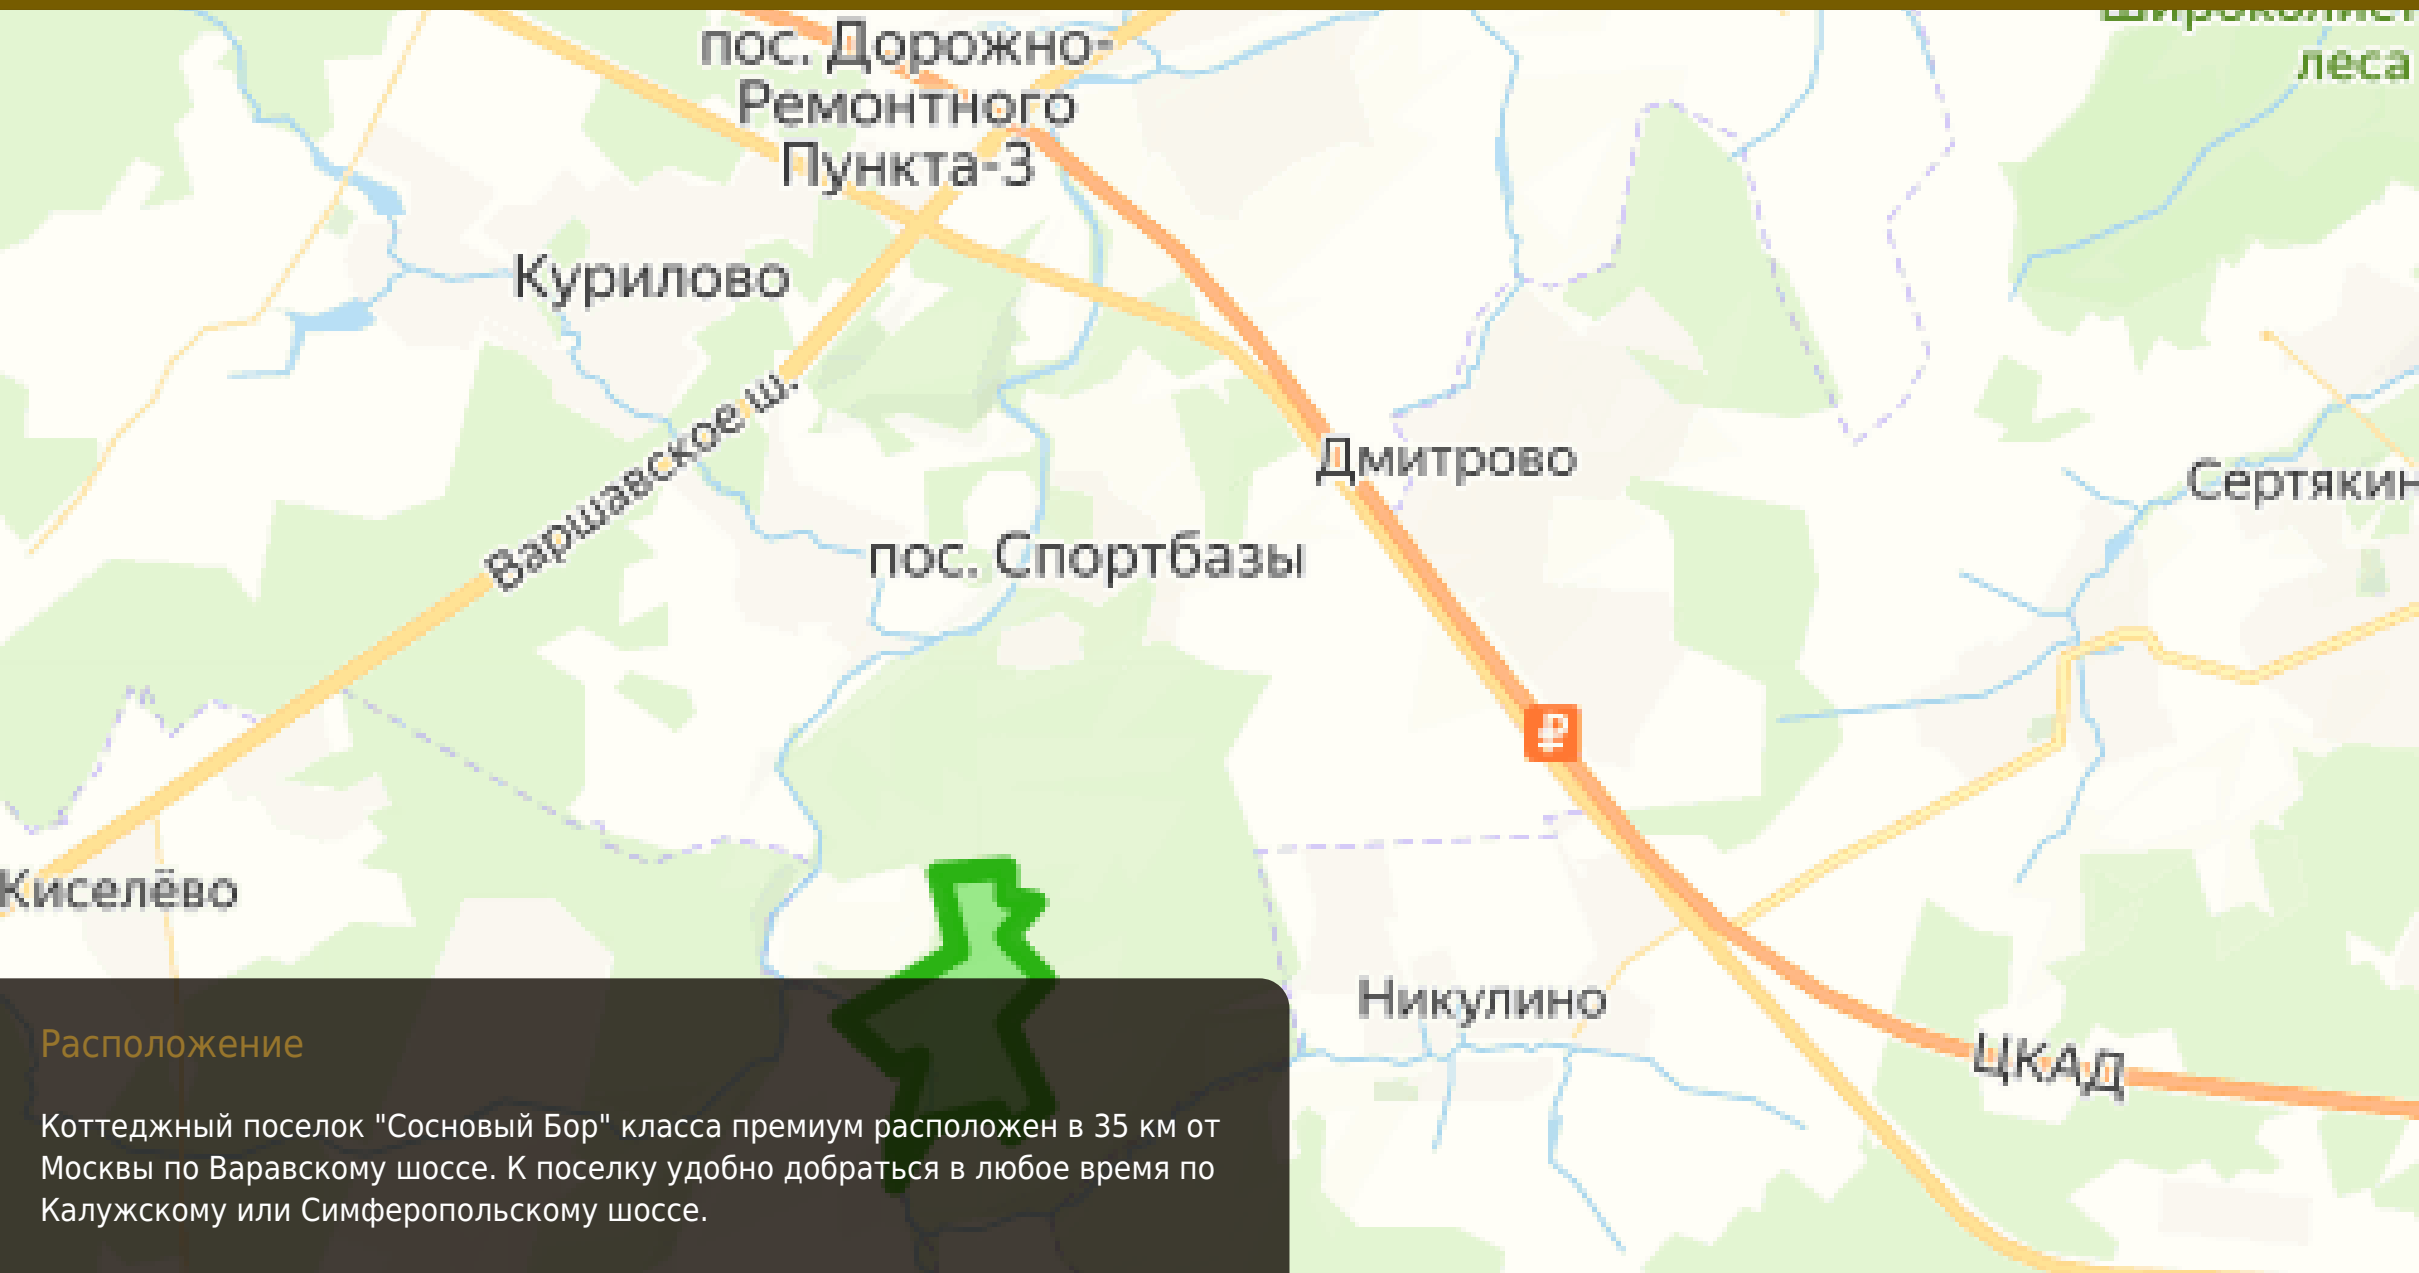 леса
пос. Дорожно-
Ремонтного
Пункта-3
Курилово
Варшавское ш.
Дмитрово
Сертякин
пос. Спортбазы
₽
Киселёво
Никулино
ЦКАД
Расположение
Коттеджный поселок "Сосновый Бор" класса премиум расположен в 35 км от
Москвы по Варавскому шоссе. К поселку удобно добраться в любое время по
Калужскому или Симферопольскому шоссе.